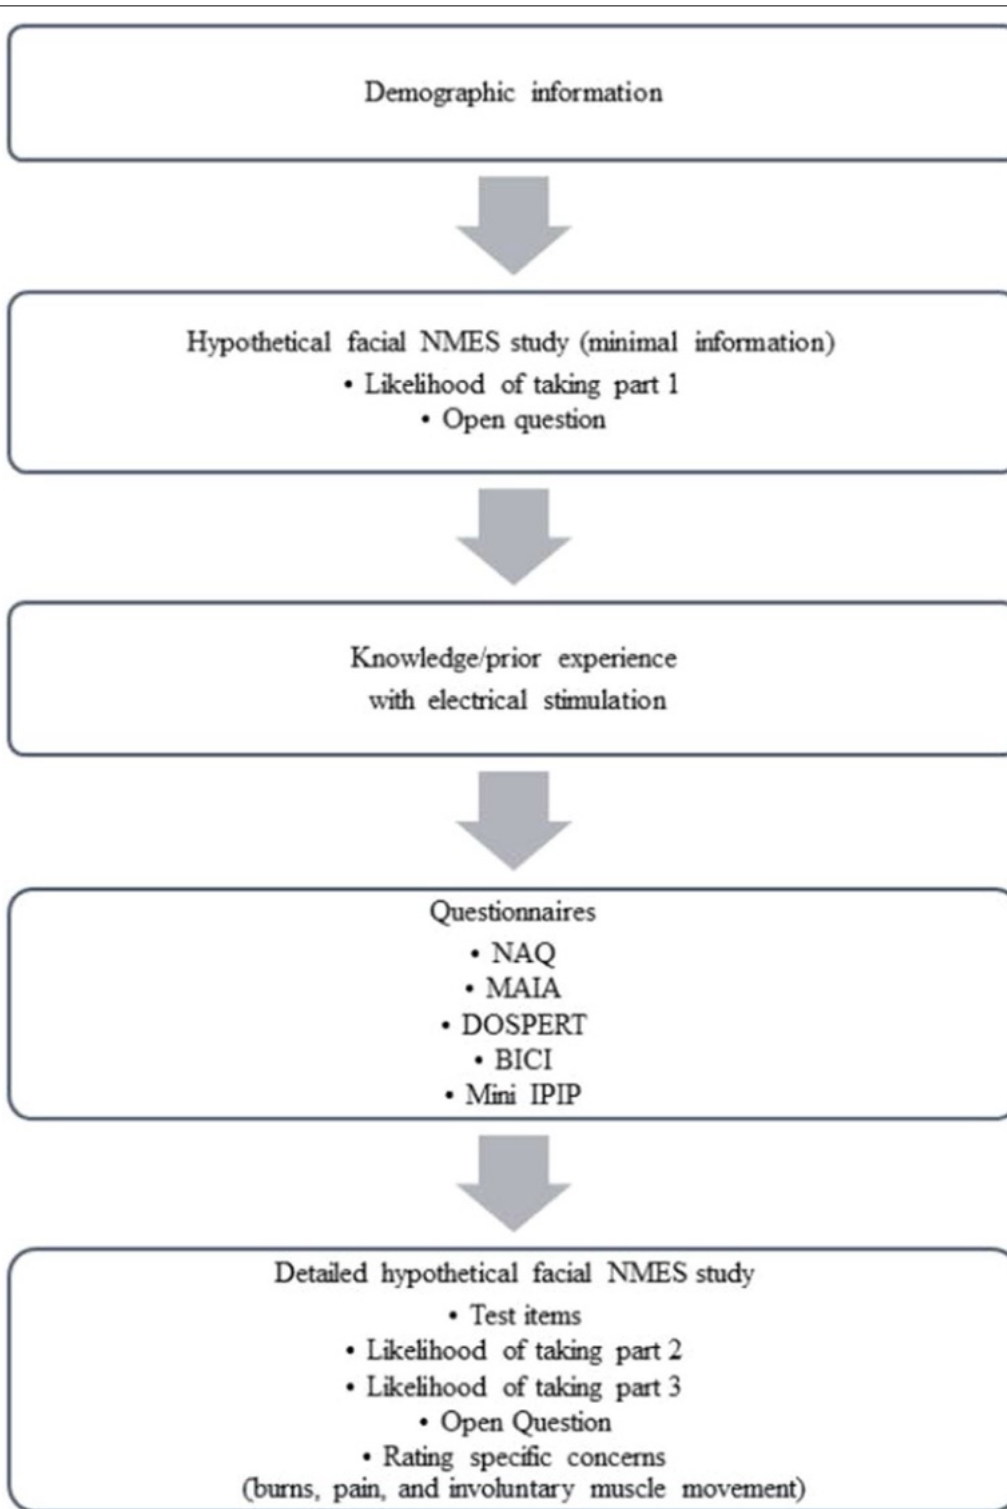 Demographic information
Hypothetical facial NMES study (minimal information)
• Likelihood of taking part 1
• Open question
Knowledge/prior experience
with electrical stimulation
Questionnaires
• NAQ
• MAIA
• DOSPERT
• BICI
• Mini IPIP
Detailed hypothetical facial NMES study
• Test items
• Likelihood of taking part 2
• Likelihood of taking part 3
• Open Question
• Rating specific concerns
(burns, pain, and involuntary muscle movement)